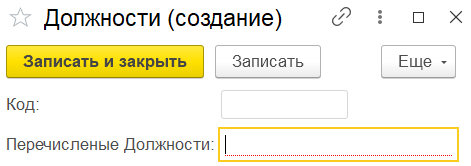 Должности (создание)
Записать и закрыть Записать Еще
Код:
Перечисленые Должности: